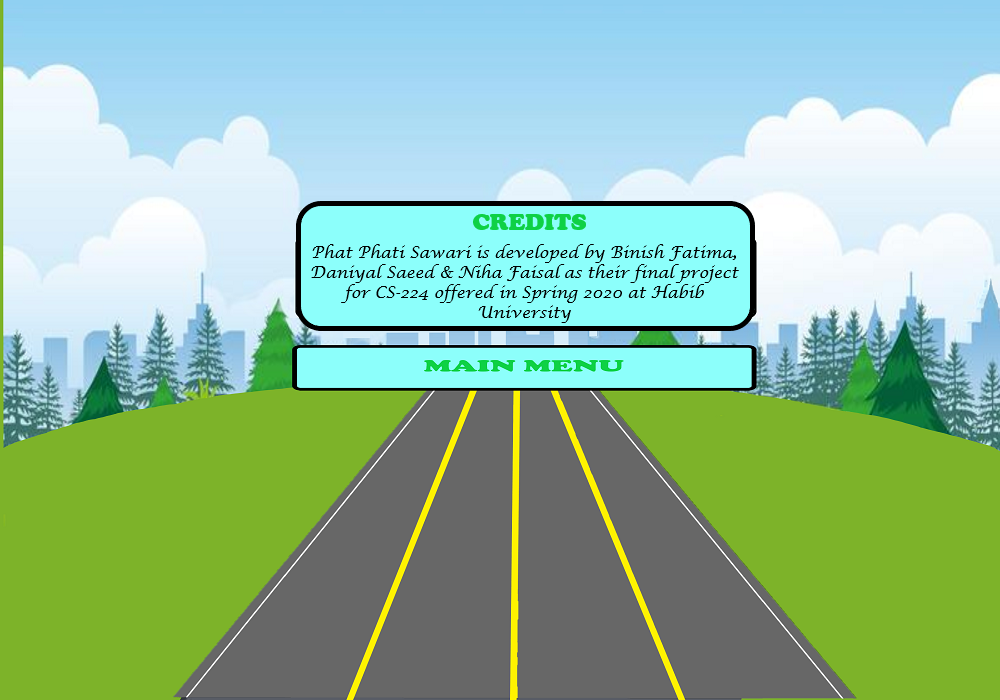 CREDITS
Phat Phati Sawari is developed by Binish Fatima,
Daniyal Saeed & Niha Faisal as their final project
for CS-224 offered in Spring 2020 at Habib
University
MAIN MENU